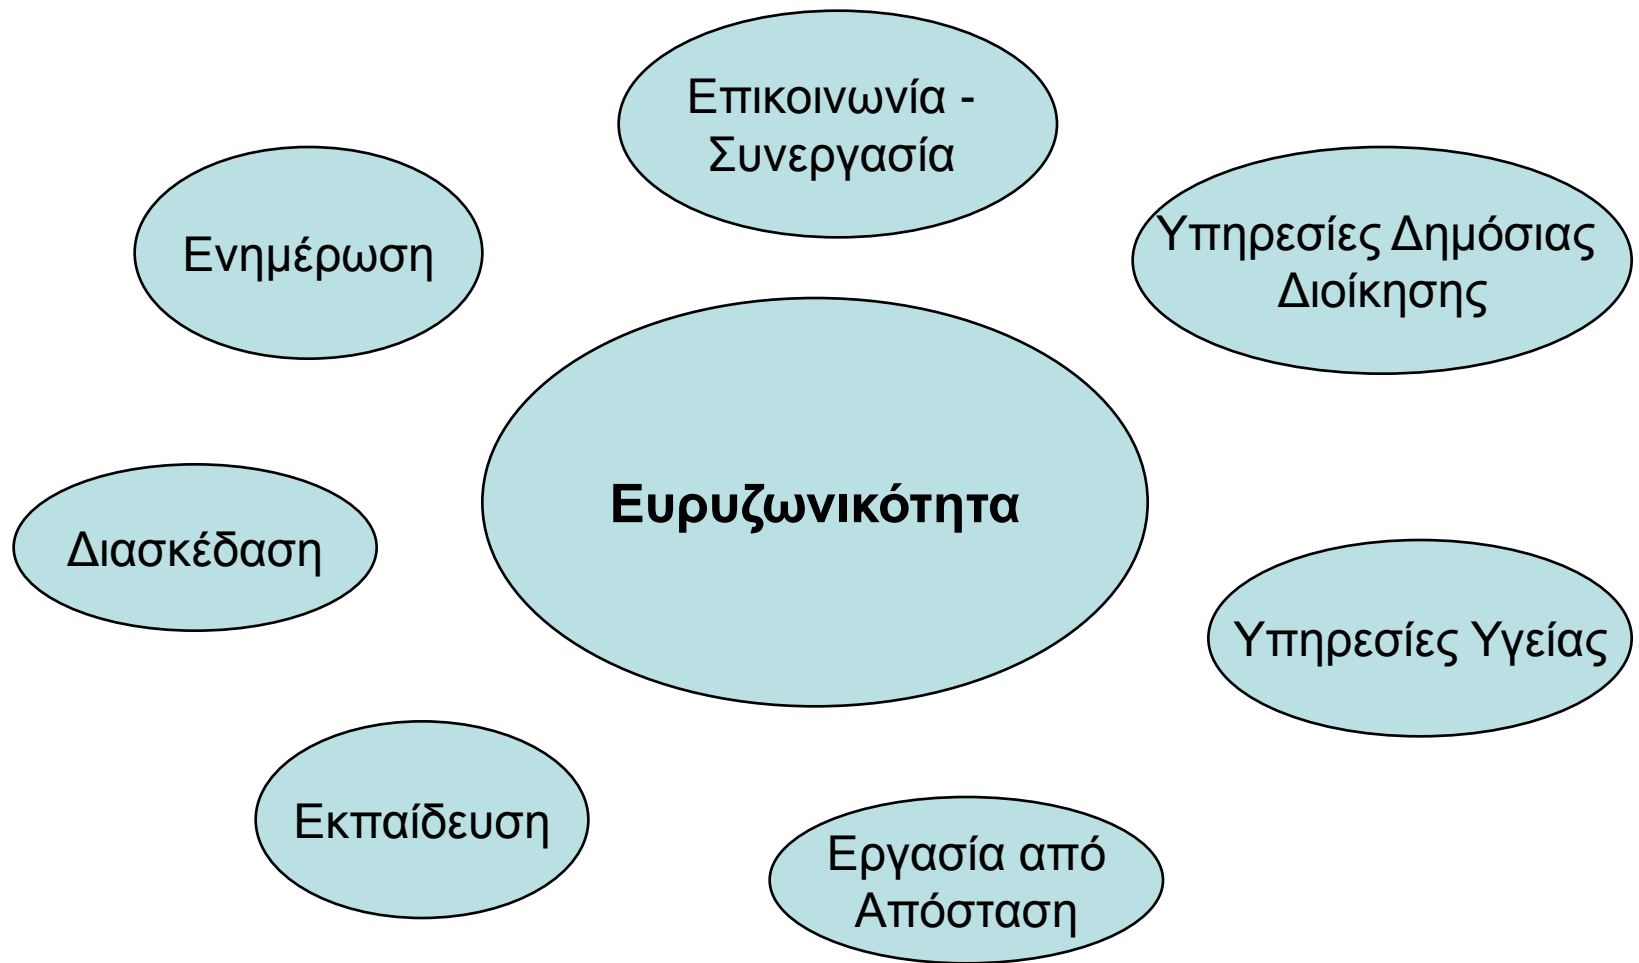 Επικοινωνία -
Συνεργασία
Ενημέρωση
Υπηρεσίες Δημόσιας
Διοίκησης
Ευρυζωνικότητα
Διασκέδαση
Υπηρεσίες Υγείας
Εκπαίδευση
Εργασία από
Απόσταση